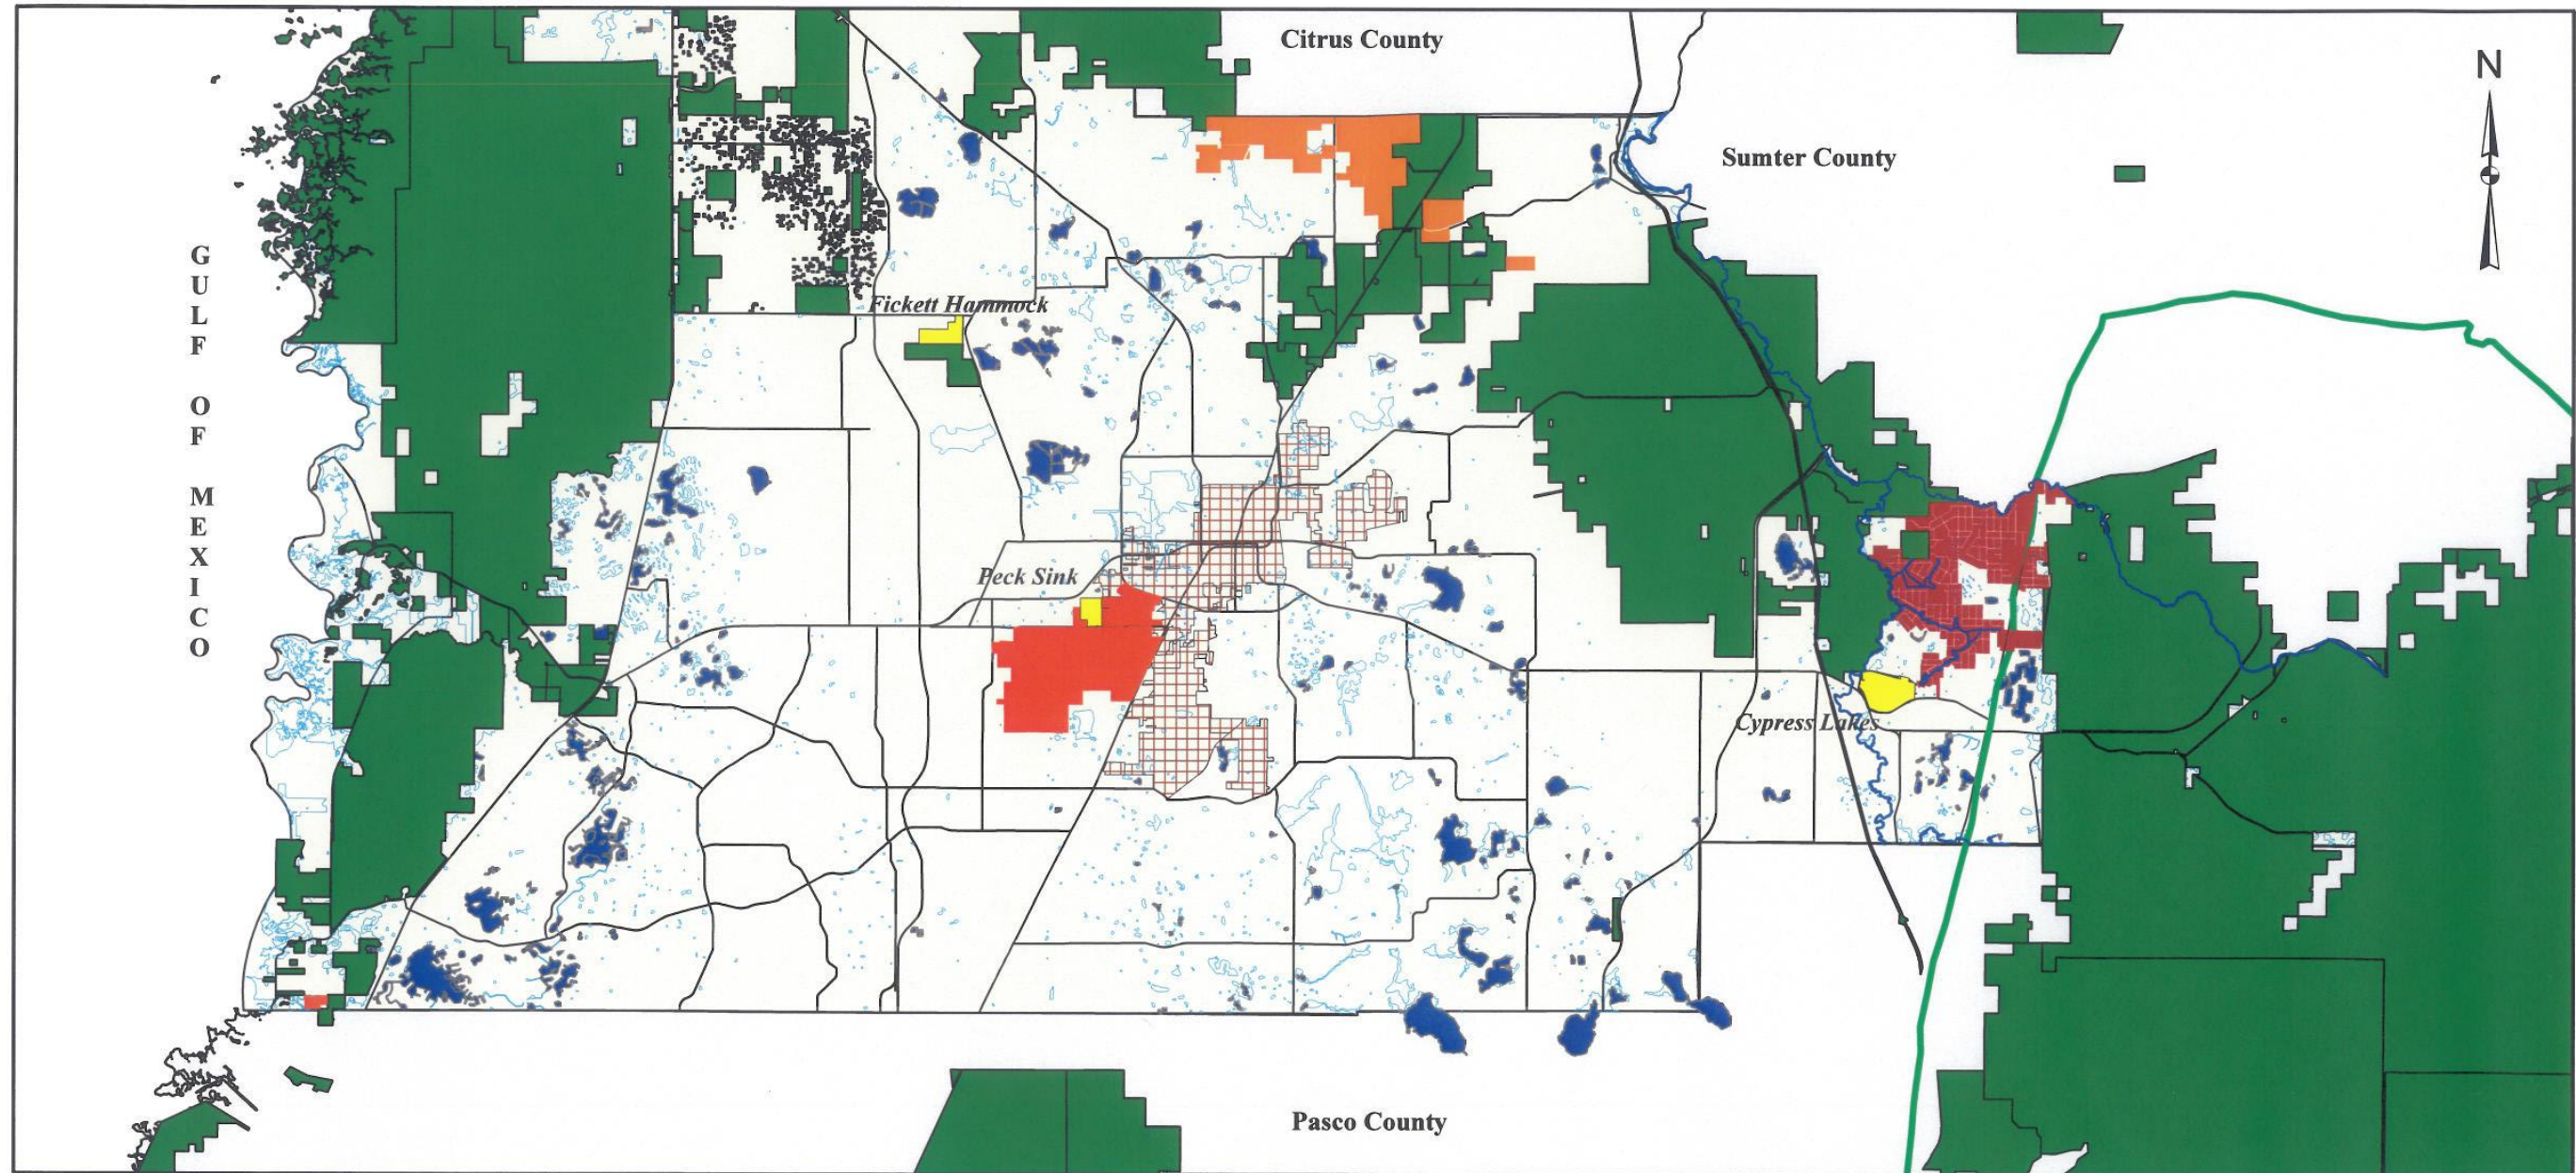 Citrus County
N
Sumter County
GULF OF MEXICO
Fickett Hammock
Peck Sink
Cypress Lakes
Pasco County